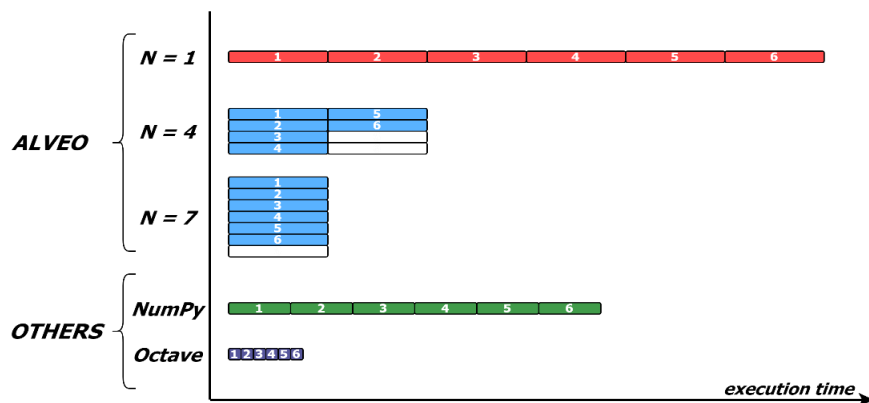 N = 1
1 2 3 4 5 6
ALVEO
N = 4
1 5
2 6
3
4
N = 7
1
2
3
4
5
6
OTHERS
NumPy
1 2 3 4 5 6
Octave
1 2 3 4 5 6
execution time